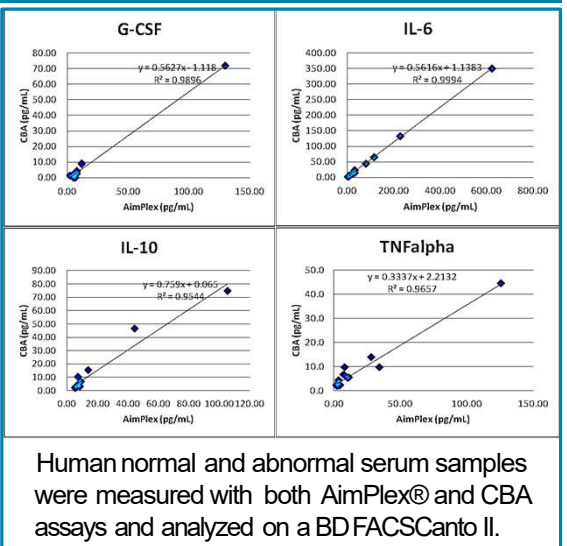 G-CSF
80.00
70.00
60.00
50.00
40.00
30.00
20.00
10.00
0.00
CBA (pg/mL)
y = 0.5627x - 1.118
R² = 0.9896
0.00 50.00 100.00 150.00
AimPlex (pg/mL)
IL-6
400.00
350.00
300.00
250.00
200.00
150.00
100.00
50.00
0.00
CBA (pg/mL)
y = 0.5616x + 1.1383
R² = 0.9994
0.00 200.00 400.00 600.00 800.00
AimPlex (pg/mL)
IL-10
90.00
80.00
70.00
60.00
50.00
40.00
30.00
20.00
10.00
0.00
CBA (pg/mL)
y = 0.759x + 0.065
R² = 0.9544
0.00 20.00 40.00 60.00 80.00 100.00 120.00
AimPlex (pg/mL)
TNFalpha
50.0
40.0
30.0
20.0
10.0
0.0
CBA (pg/mL)
y = 0.3337x + 2.2132
R² = 0.9657
0.00 50.00 100.00 150.00
AimPlex (pg/mL)
Human normal and abnormal serum samples
were measured with both AimPlex® and CBA
assays and analyzed on a BD FACSCanto II.